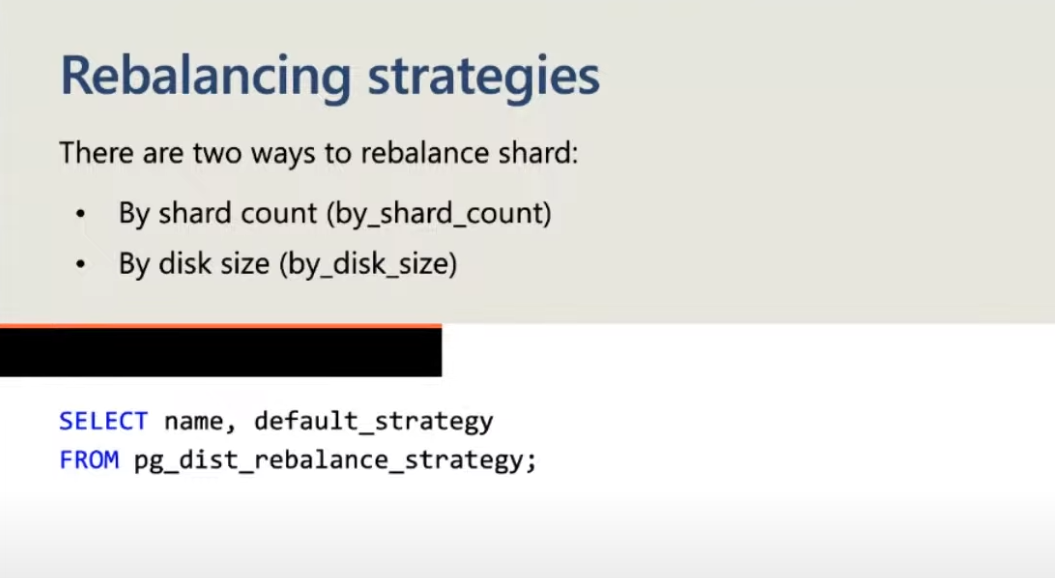 Rebalancing strategies
There are two ways to rebalance shard:
• By shard count (by_shard_count)
• By disk size (by_disk_size)
SELECT name, default_strategy
FROM pg_dist_rebalance_strategy;